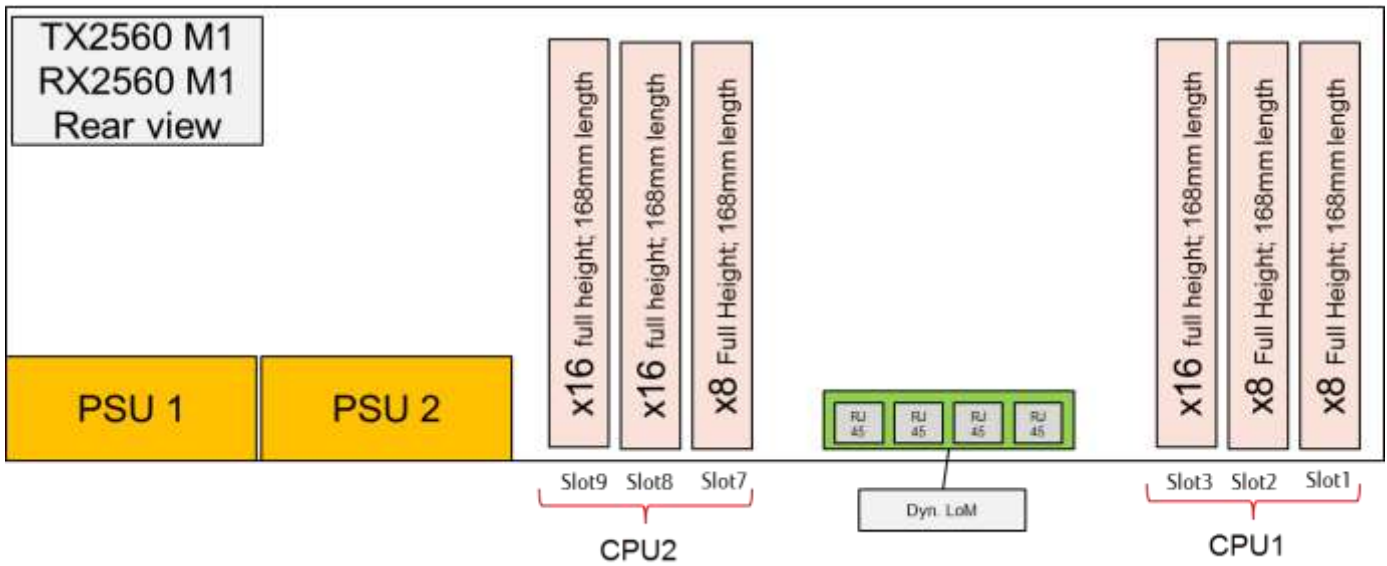 TX2560 M1
RX2560 M1
Rear view
PSU 1
PSU 2
x16 full height; 168mm length
x16 full height; 168mm length
x8 Full Height; 168mm length
RJ
45
RJ
45
RJ
45
RJ
45
x16 full height; 168mm length
x8 Full Height; 168mm length
x8 Full Height; 168mm length
Slot9 Slot8 Slot7
Slot3 Slot2 Slot1
Dyn. LoM
CPU2
CPU1